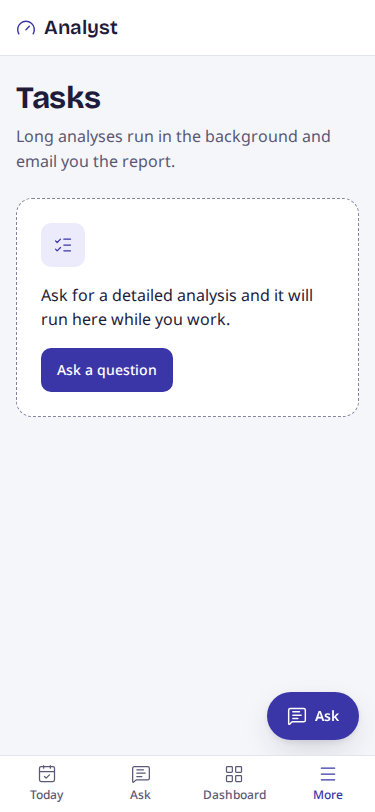 Analyst
Tasks
Long analyses run in the background and
email you the report.
Ask for a detailed analysis and it will
run here while you work.
Ask a question
Ask
Today
Ask
Dashboard
More